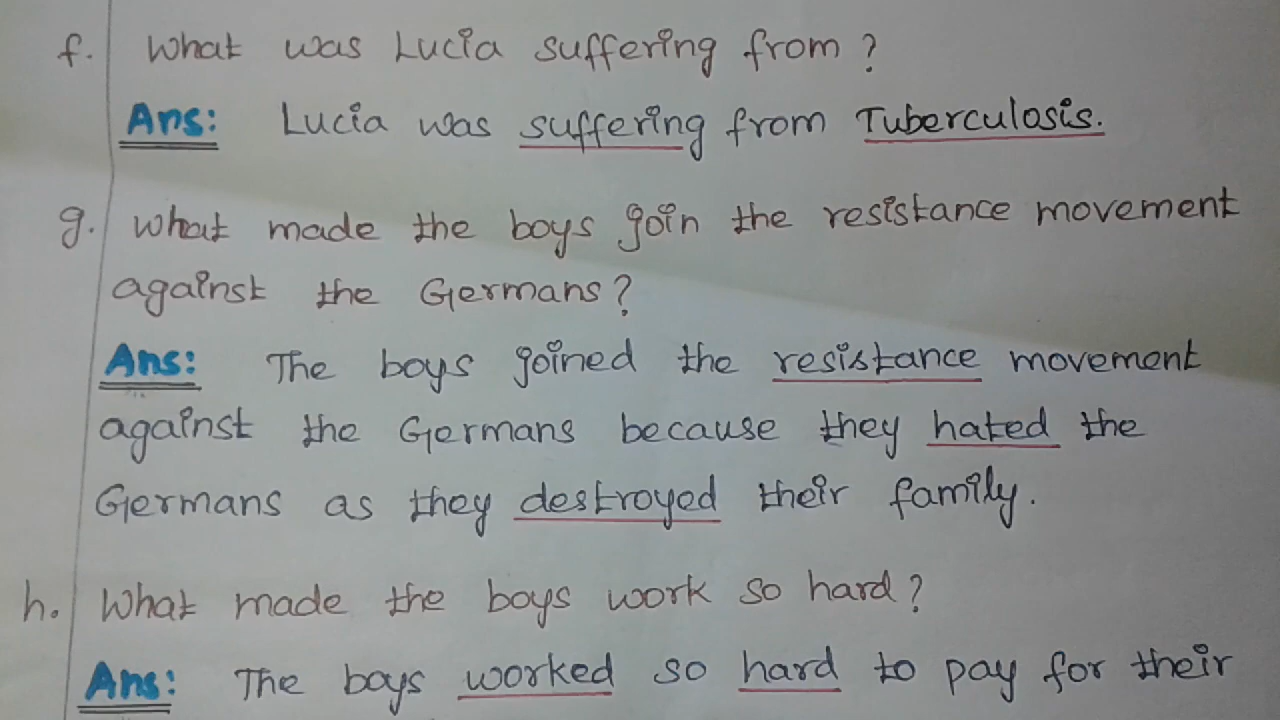 f. What was Lucia suffering from?
Ans: Lucia was suffering from Tuberculosis.
g. What made the boys join the resistance movement
against the Germans?
Ans: The boys joined the resistance movement
against the Germans because they hated the
Germans as they destroyed their family.
h. What made the boys work so hard?
Ans: The boys worked so hard to pay for their